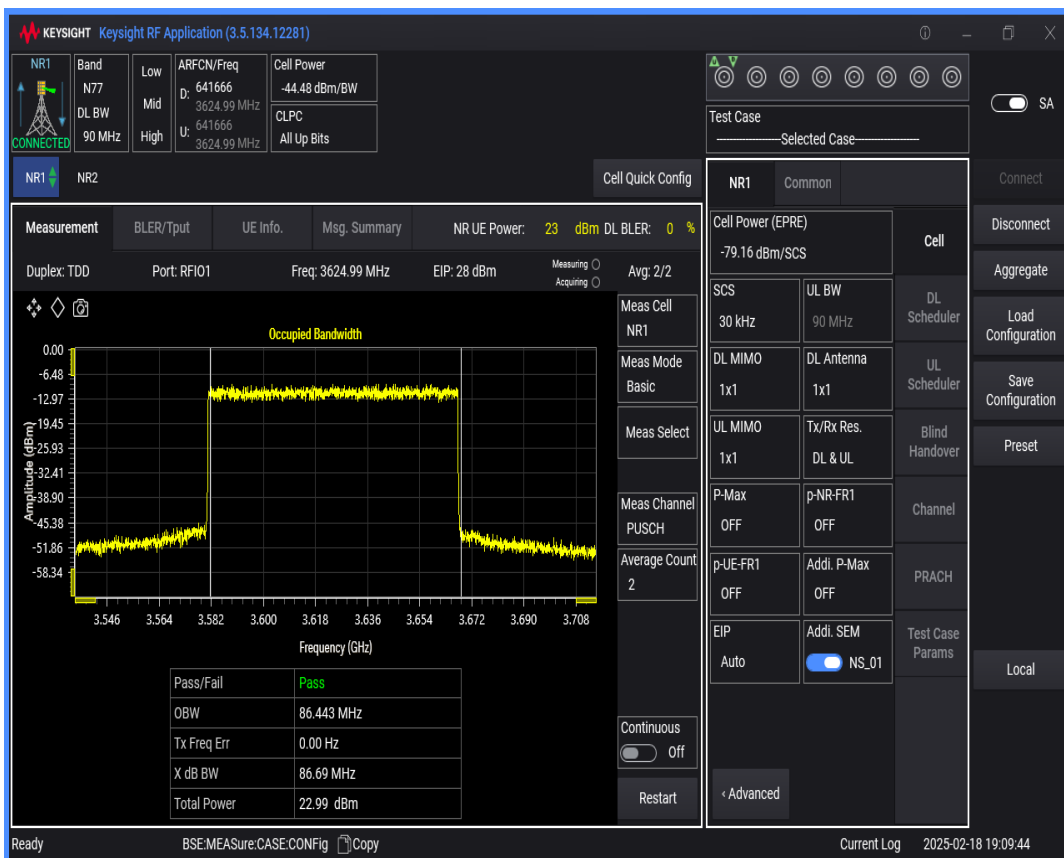 KEYSIGHT Keysight RF Application (3.5.134.12281)
NR1
CONNECTED
Band
N77
DL BW
90 MHz
Low
Mid
High
ARFCN/Freq
D: 641666
3624.99 MHz
U: 641666
3624.99 MHz
Cell Power
-44.48 dBm/BW
CLPC
All Up Bits
Test Case
Selected Case
SA
NR1
NR2
Cell Quick Config
Measurement
BLER/Tput
UE Info.
Msg. Summary
NR UE Power: 23 dBm DL BLER: 0 %
Duplex: TDD
Port: RFIO1
Freq: 3624.99 MHz
EIP: 28 dBm
Measuring
Acquiring
Avg: 2/2
Occupied Bandwidth
Amplitude (dBm)
0.00
-6.48
-12.97
-19.45
-25.93
-32.41
-38.90
-45.38
-51.86
-58.34
3.546 3.564 3.582 3.600 3.618 3.636 3.654 3.672 3.690 3.708
Frequency (GHz)
Pass/Fail Pass
OBW 86.443 MHz
Tx Freq Err 0.00 Hz
X dB BW 86.69 MHz
Total Power 22.99 dBm
Meas Cell
NR1
Meas Mode
Basic
Meas Select
Meas Channel
PUSCH
Average Count
2
Continuous
Off
Restart
NR1
Common
Cell Power (EPRE)
-79.16 dBm/SCS
SCS
30 kHz
UL BW
90 MHz
DL MIMO
1x1
DL Antenna
1x1
UL MIMO
1x1
Tx/Rx Res.
DL & UL
P-Max
OFF
p-NR-FR1
OFF
p-UE-FR1
OFF
Addi. P-Max
OFF
EIP
Auto
Addi. SEM
NS_01
‹ Advanced
Cell
DL
Scheduler
UL
Scheduler
Blind
Handover
Channel
PRACH
Test Case
Params
Connect
Disconnect
Aggregate
Load
Configuration
Save
Configuration
Preset
Local
Ready
BSE:MEASure:CASE:CONFig Copy
Current Log
2025-02-18 19:09:44